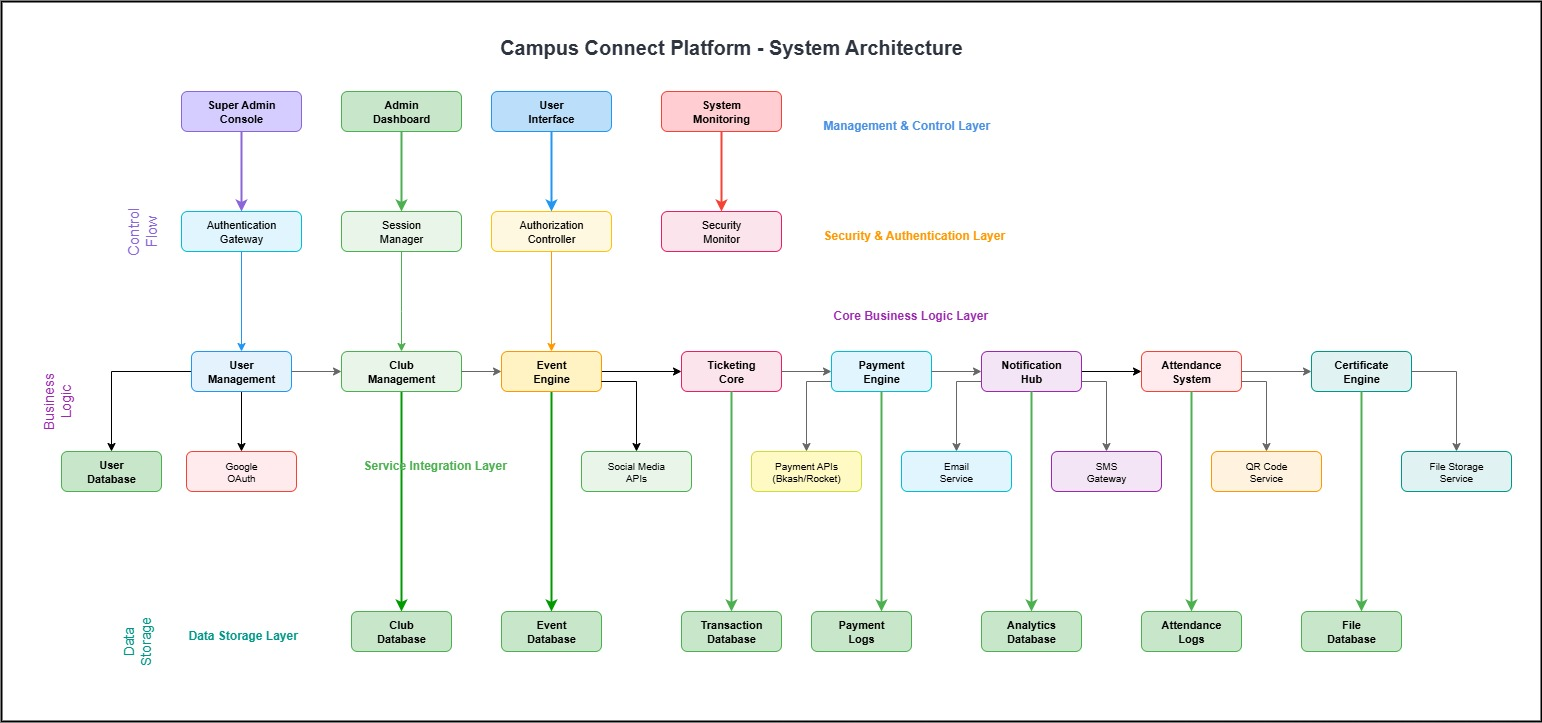 Campus Connect Platform - System Architecture
Super Admin
Console
Admin
Dashboard
User
Interface
System
Monitoring
Management & Control Layer
Control
Flow
Authentication
Gateway
Session
Manager
Authorization
Controller
Security
Monitor
Security & Authentication Layer
Core Business Logic Layer
Business
Logic
User
Management
Club
Management
Event
Engine
Ticketing
Core
Payment
Engine
Notification
Hub
Attendance
System
Certificate
Engine
User
Database
Google
OAuth
Service Integration Layer
Social Media
APIs
Payment APIs
(Bkash/Rocket)
Email
Service
SMS
Gateway
QR Code
Service
File Storage
Service
Data
Storage
Data Storage Layer
Club
Database
Event
Database
Transaction
Database
Payment
Logs
Analytics
Database
Attendance
Logs
File
Database